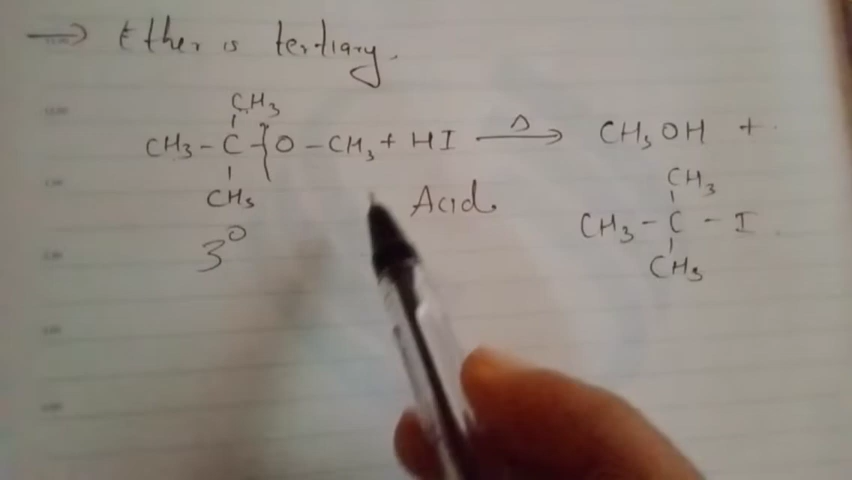 → Ether is tertiary.
CH₃
CH₃ - C - O - CH₃ + HI —Δ→ CH₃OH +
CH₃
3°
Acid
CH₃
CH₃ - C - I
CH₃